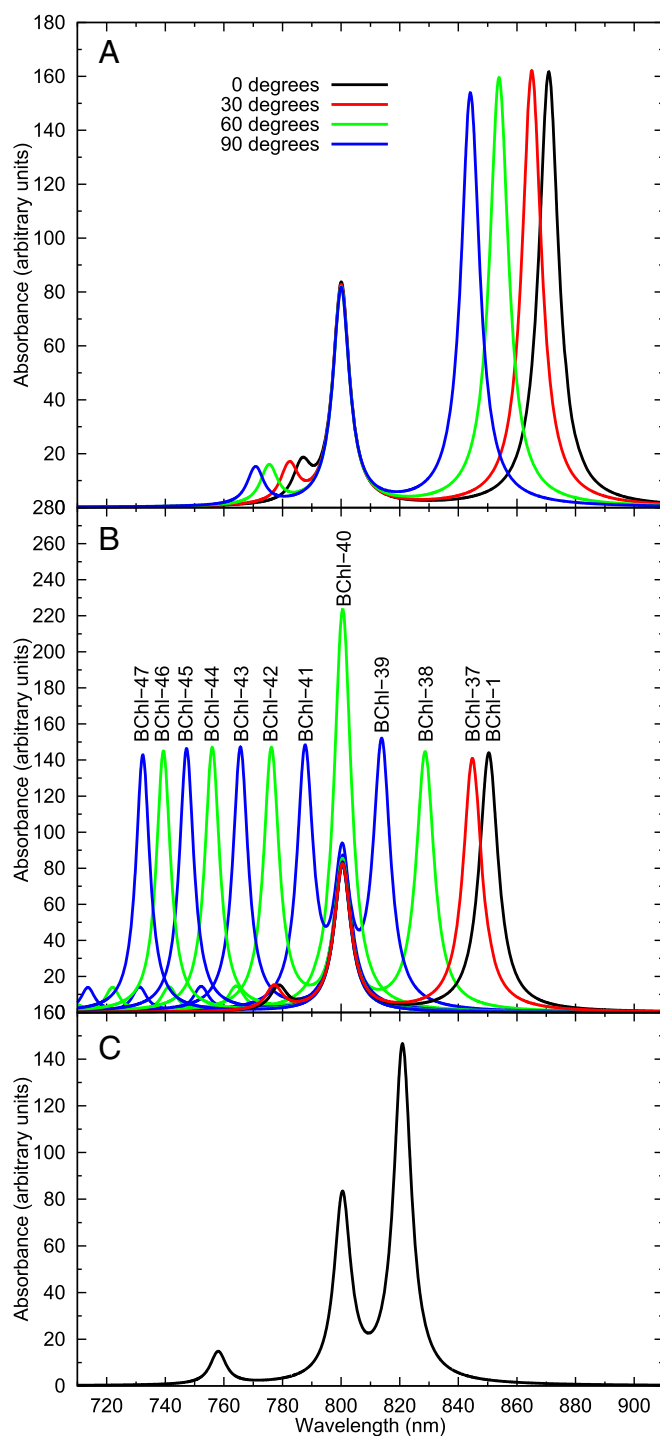 A
180
160
140
120
100
80
60
40
20
Absorbance (arbitrary units)
0 degrees
30 degrees
60 degrees
90 degrees
B
280
260
240
220
200
180
160
140
120
100
80
60
40
20
Absorbance (arbitrary units)
BChl−47
BChl−46
BChl−45
BChl−44
BChl−43
BChl−42
BChl−41
BChl−40
BChl−39
BChl−38
BChl−37
BChl−1
C
160
140
120
100
80
60
40
20
0
Absorbance (arbitrary units)
720 740 760 780 800 820 840 860 880 900
Wavelength (nm)